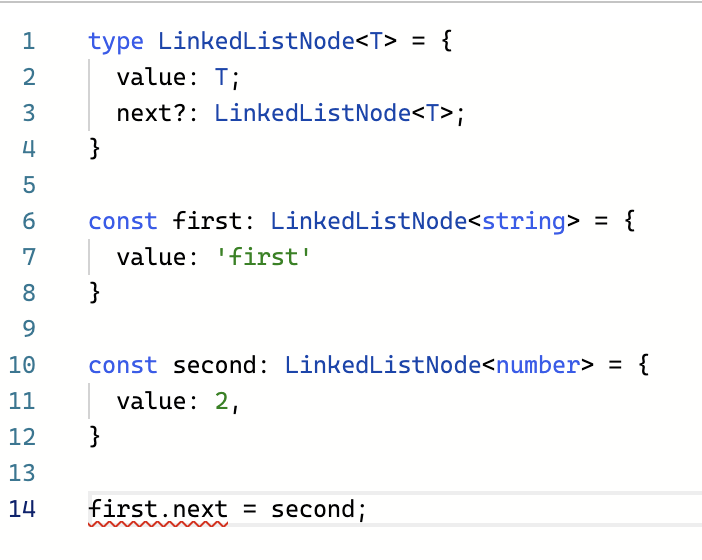 1 type LinkedListNode<T> = {
2 value: T;
3 next?: LinkedListNode<T>;
4 }
5
6 const first: LinkedListNode<string> = {
7 value: 'first'
8 }
9
10 const second: LinkedListNode<number> = {
11 value: 2,
12 }
13
14 first.next = second;